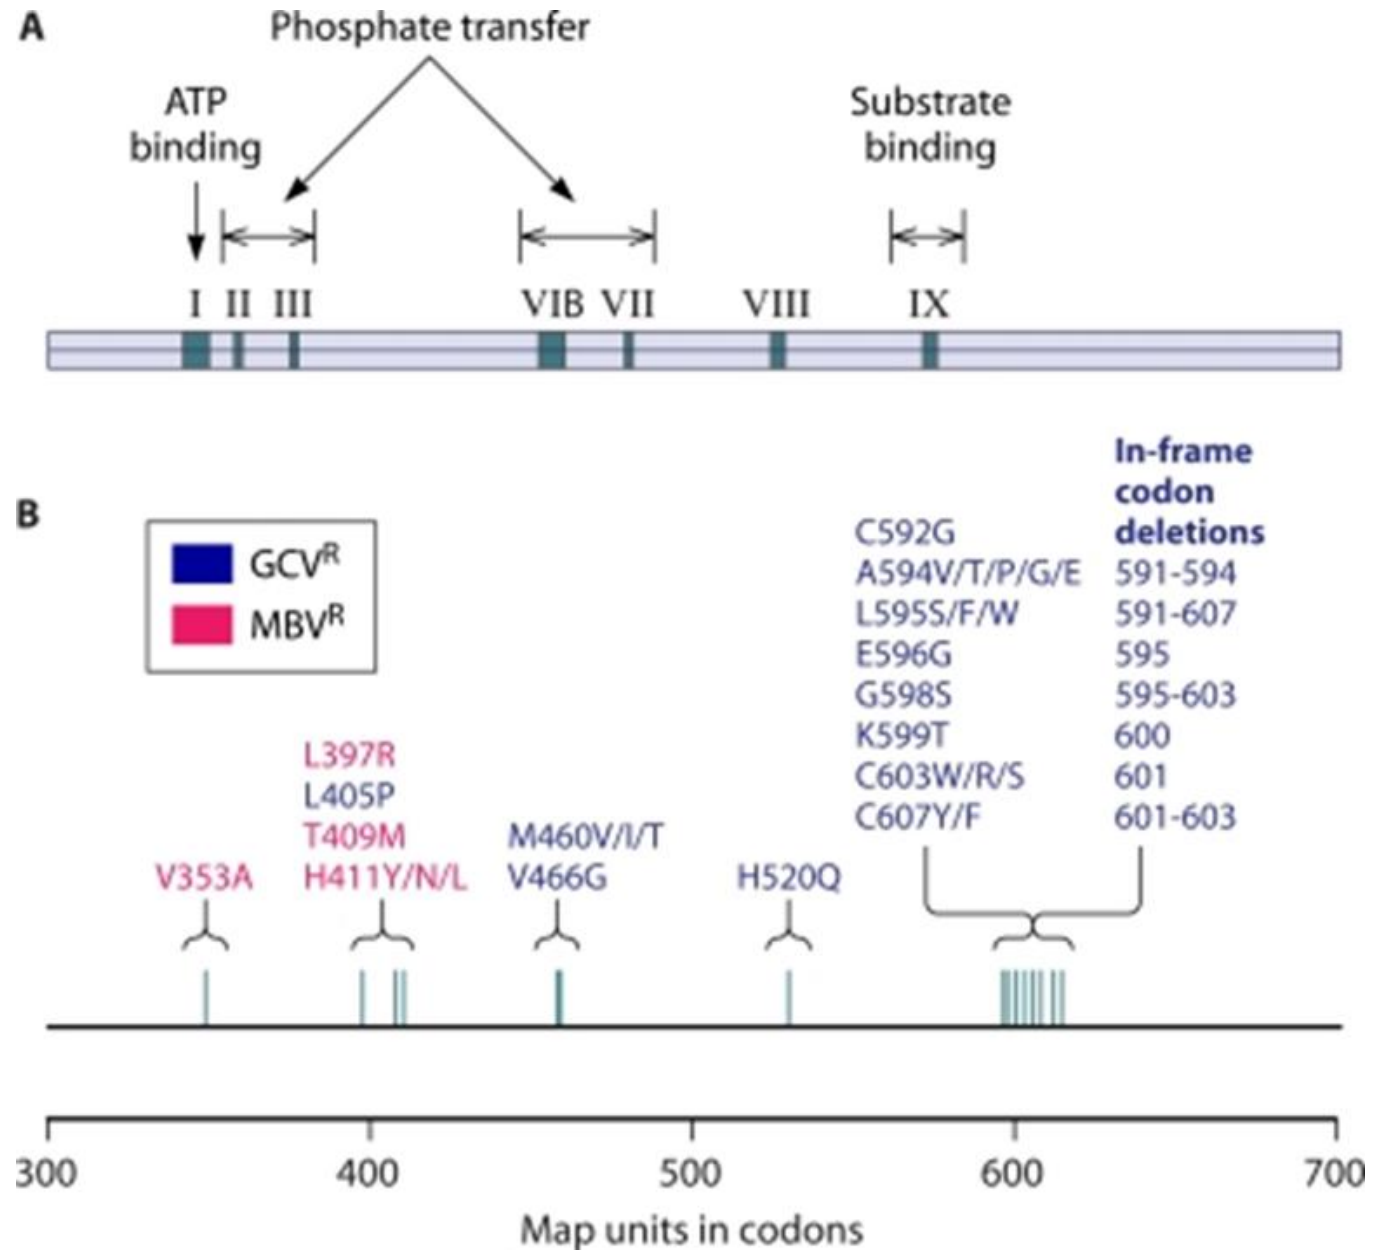 A
Phosphate transfer
ATP
binding
Substrate
binding
I II III VIB VII VIII IX
B
GCVR
MBVR
In-frame
codon
deletions
C592G
A594V/T/P/G/E 591-594
L595S/F/W 591-607
E596G 595
G598S 595-603
K599T 600
C603W/R/S 601
C607Y/F 601-603
L397R
L405P
T409M
H411Y/N/L
V353A
M460V/I/T
V466G
H520Q
300 400 500 600 700
Map units in codons